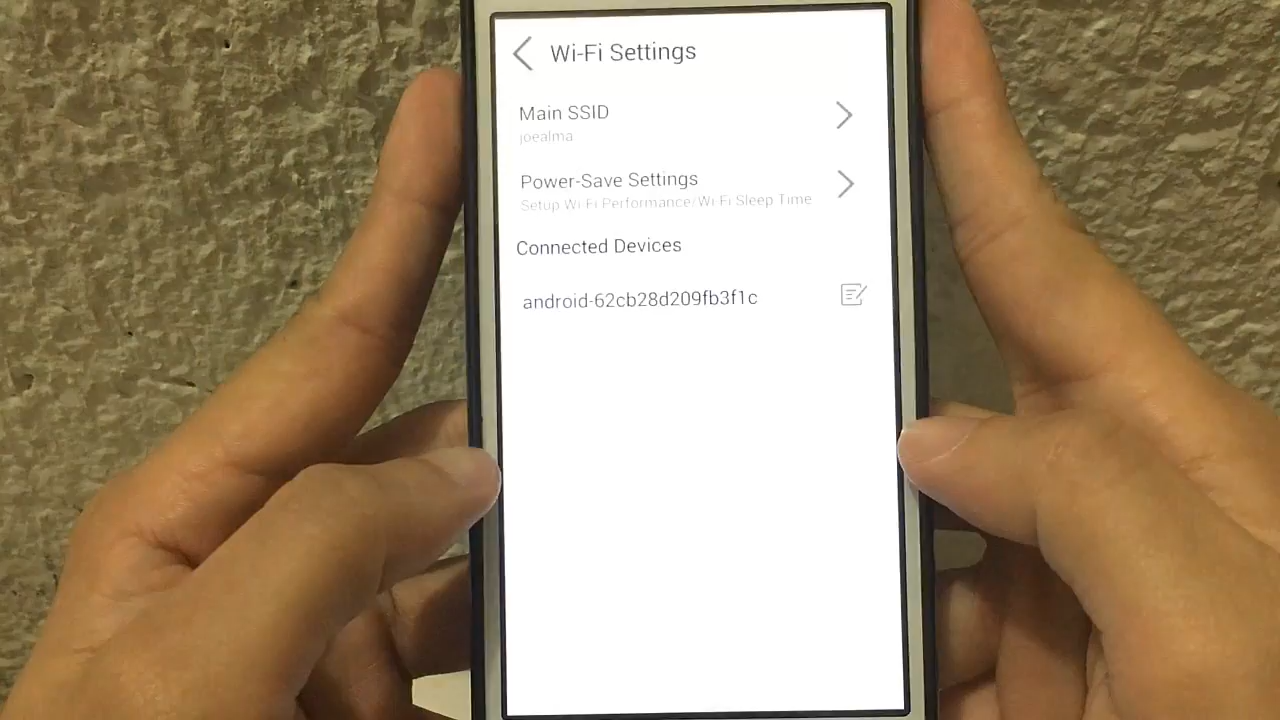 Wi-Fi Settings
Main SSID
joealma
Power-Save Settings
Setup Wi Fi Performance/Wi Fi Sleep Time
Connected Devices
android-62cb28d209fb3f1c